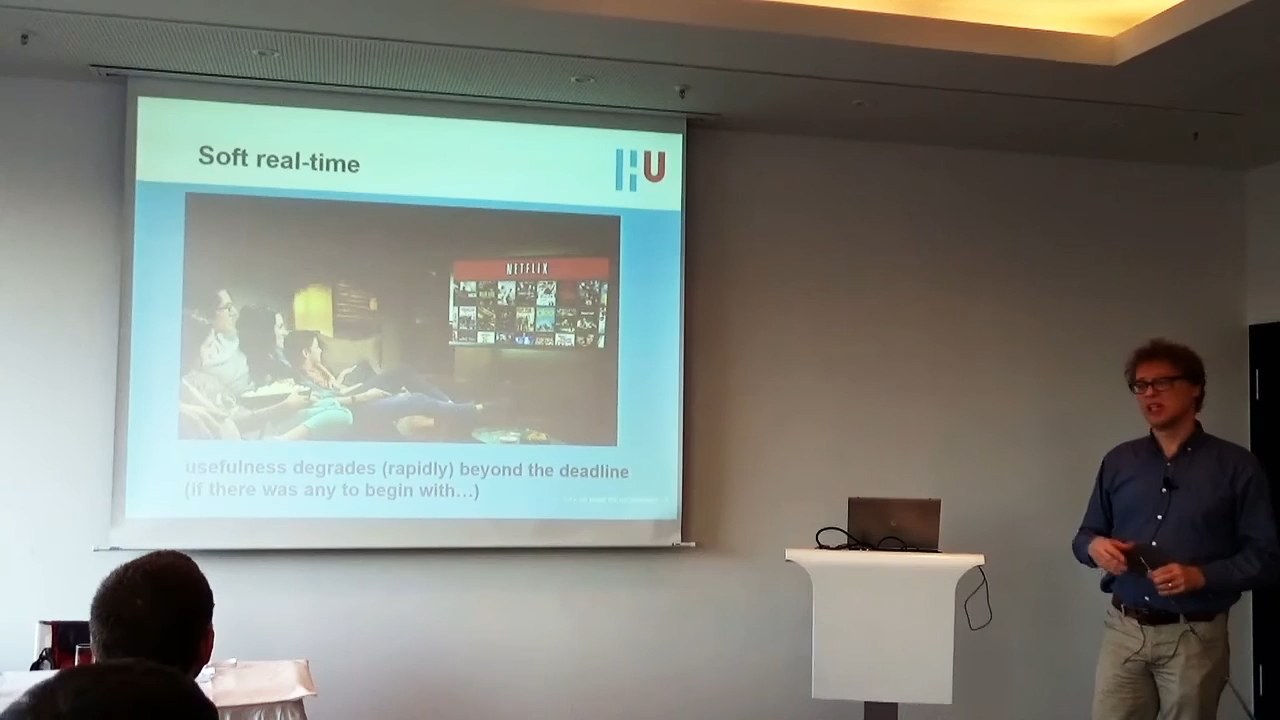 Soft real-time
HU
NETFLIX
usefulness degrades (rapidly) beyond the deadline
(if there was any to begin with…)